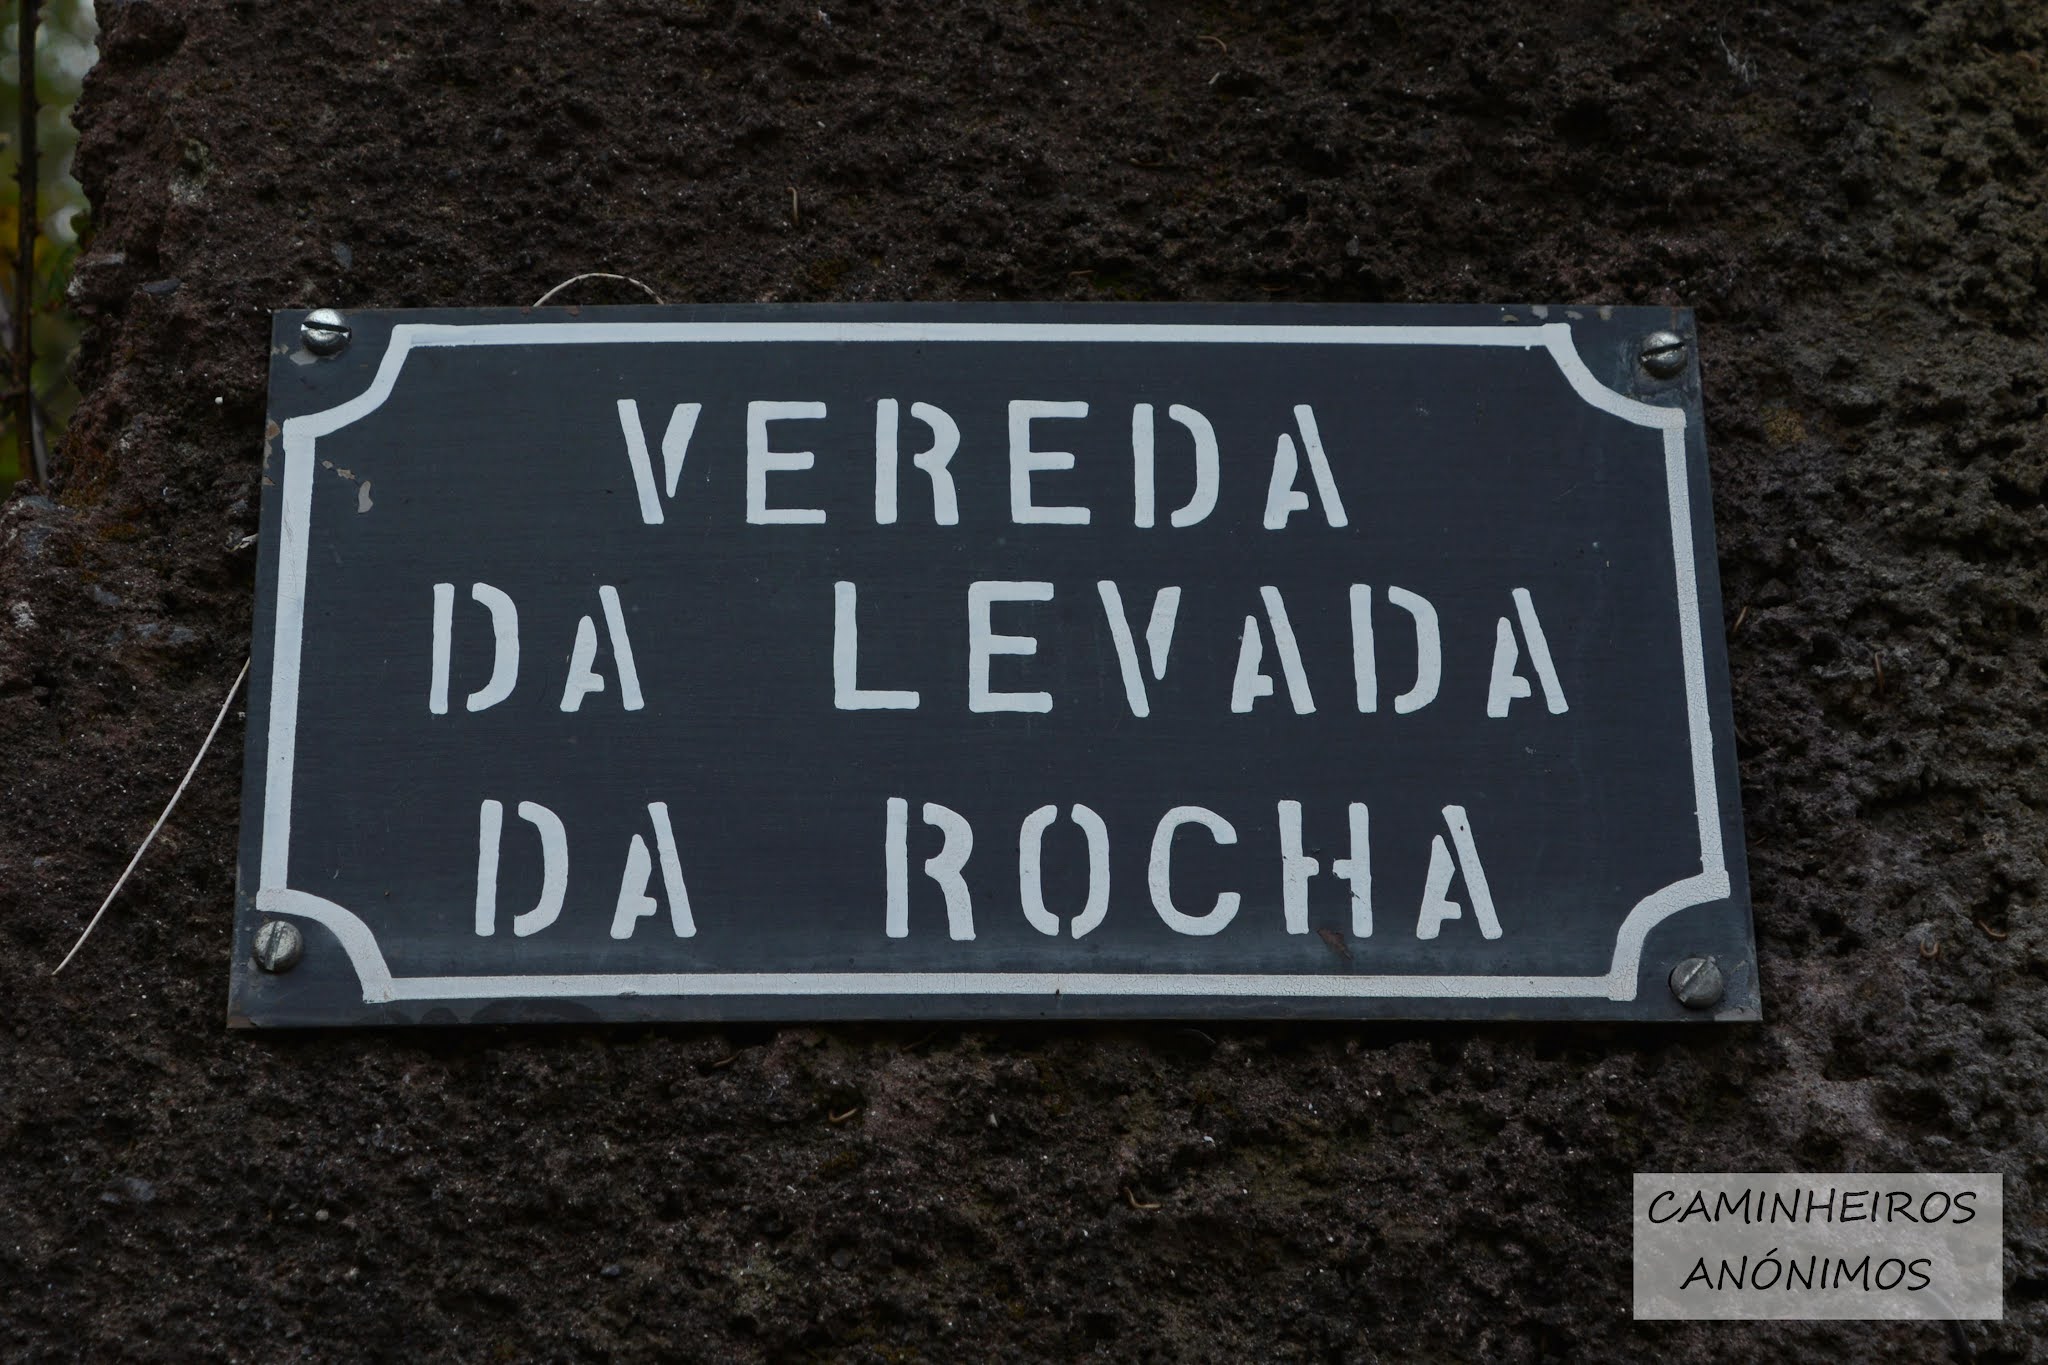 VEREDA
DA LEVADA
DA ROCHA
CAMINHEIROS
ANÓNIMOS